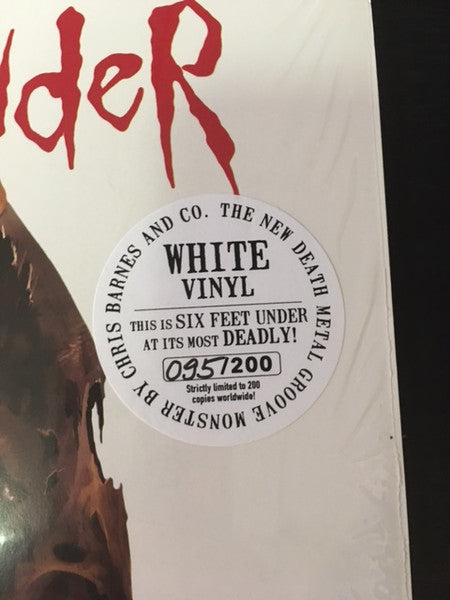 deR
THE NEW DEATH METAL GROOVE MONSTER BY CHRIS BARNES AND CO.
WHITE
VINYL
THIS IS SIX FEET UNDER
AT ITS MOST DEADLY!
095/200
Strictly limited to 200
copies worldwide!